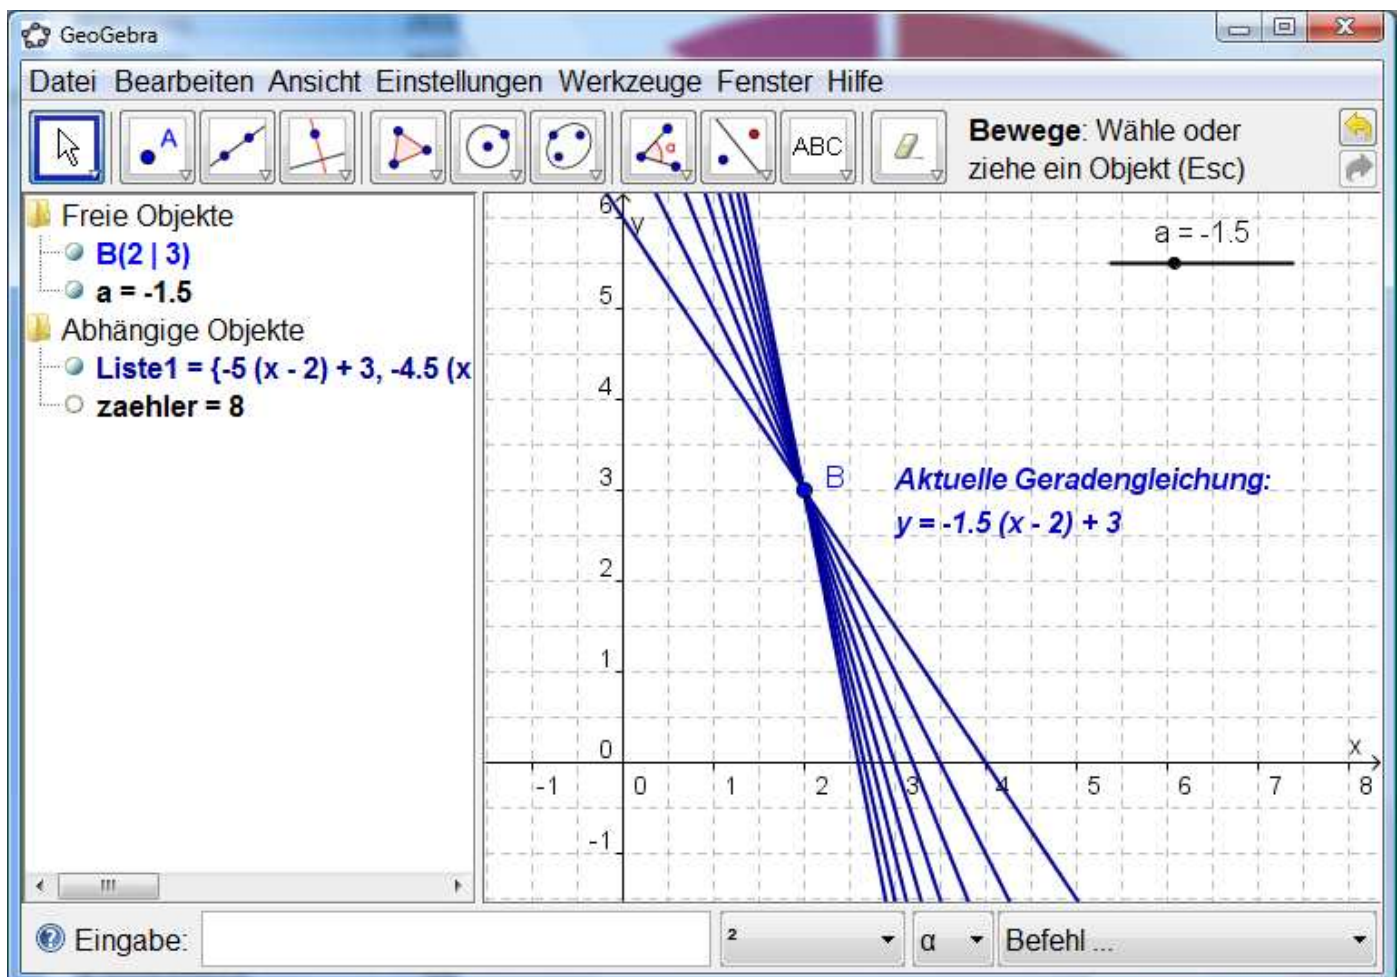 GeoGebra
Datei Bearbeiten Ansicht Einstellungen Werkzeuge Fenster Hilfe
A
α
ABC
Bewege: Wähle oder
ziehe ein Objekt (Esc)
Freie Objekte
B(2 | 3)
a = -1.5
Abhängige Objekte
Liste1 = {-5 (x - 2) + 3, -4.5 (x
zaehler = 8
6
y
a = -1.5
5
4
3
B
Aktuelle Geradengleichung:
y = -1.5 (x - 2) + 3
2
1
0
x
-1 0 1 2 3 4 5 6 7 8
-1
Eingabe:
²
α
Befehl ...